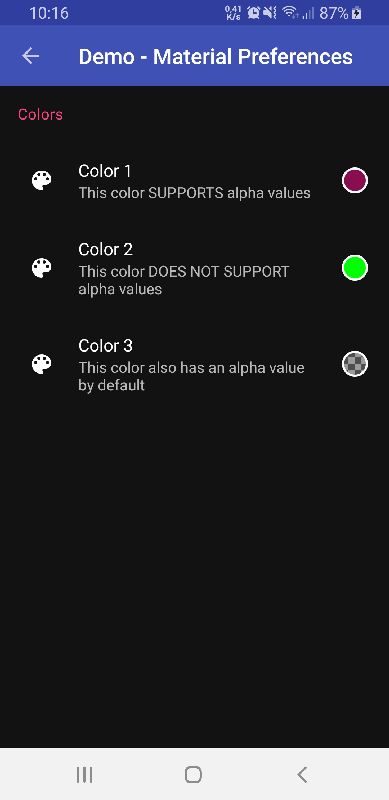 10:16
0,41
K/s
87%
Demo - Material Preferences
Colors
Color 1
This color SUPPORTS alpha values
Color 2
This color DOES NOT SUPPORT
alpha values
Color 3
This color also has an alpha value
by default